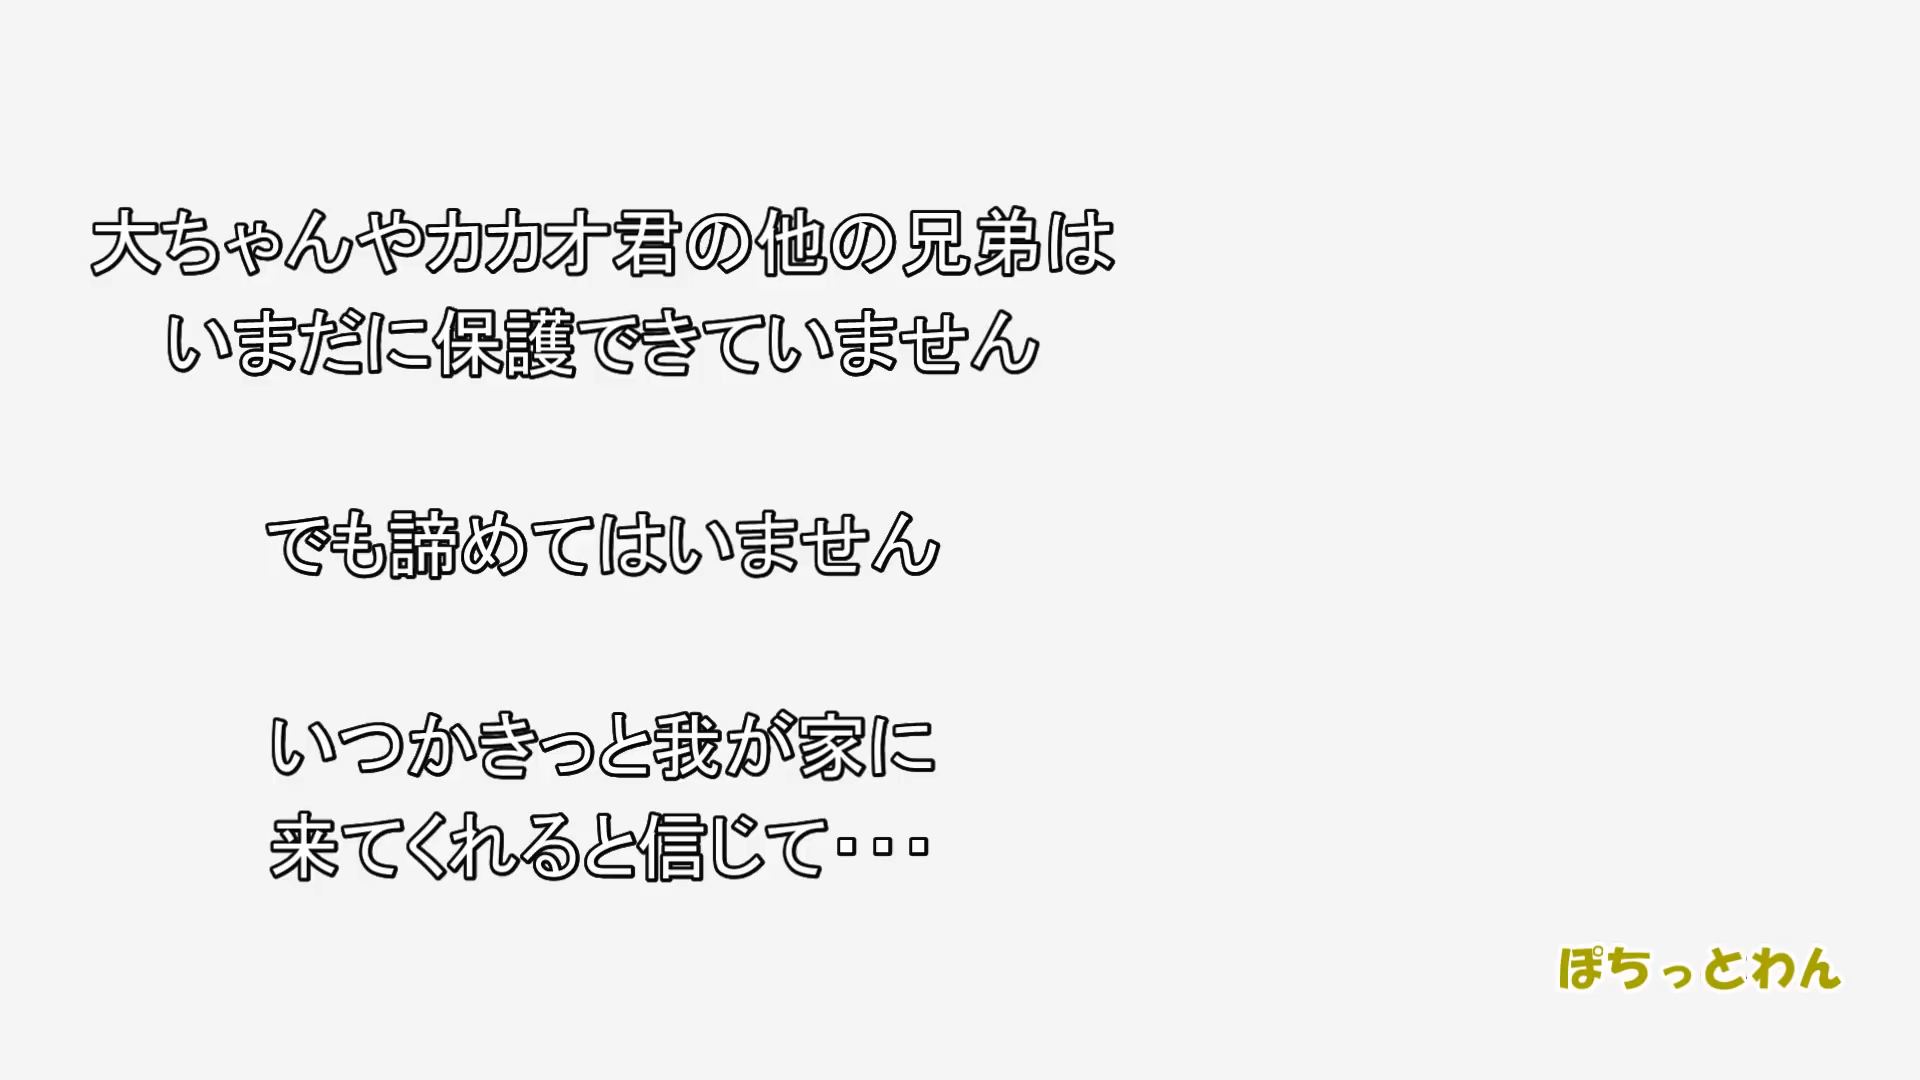 大ちゃんやカカオ君の他の兄弟は
いまだに保護できていません
でも諦めてはいません
いつかきっと我が家に
来てくれると信じて･･･
ぽちっとわん